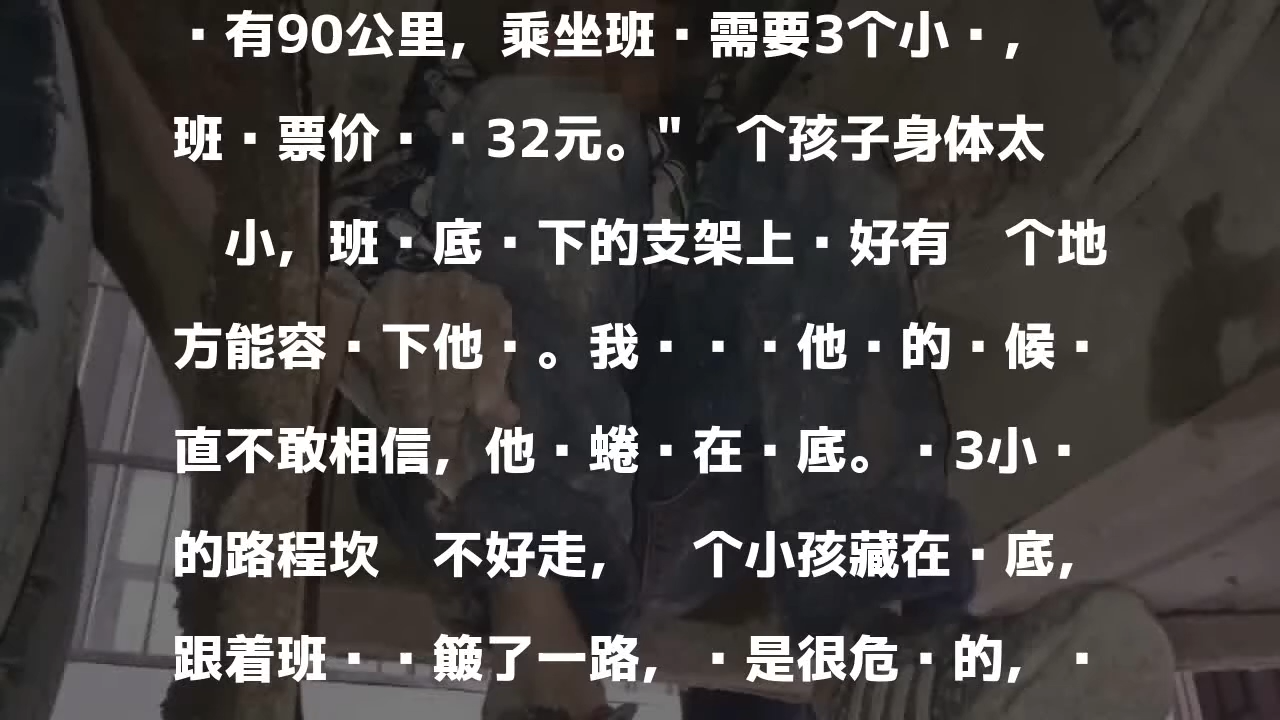 ·有90公里，乘坐班·需要3个小·，
班·票价··32元。" 个孩子身体太
小，班·底·下的支架上·好有 个地
方能容·下他·。我···他·的·候·
直不敢相信，他·蜷·在·底。·3小·
的路程坎 不好走， 个小孩藏在·底，
跟着班··簸了一路，·是很危·的，·